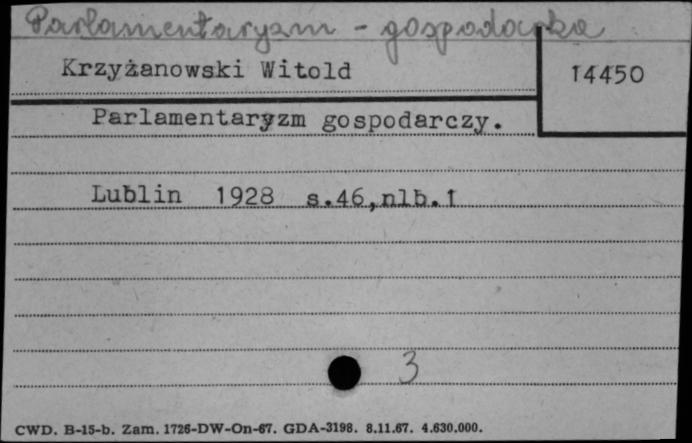 Parlamentaryzm - gospodarka
Krzyżanowski Witold
14450
Parlamentaryzm gospodarczy.
Lublin 1928 s.46,nlb.1
3
CWD. B-15-b. Zam. 1726-DW-On-67. GDA-3198. 8.11.67. 4.630.000.